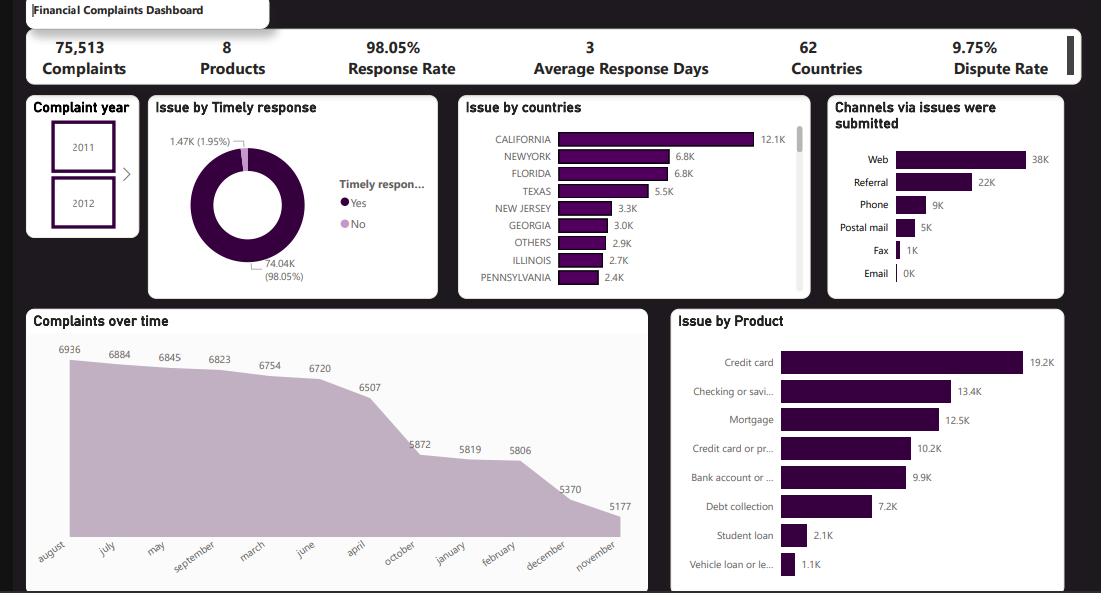 Financial Complaints Dashboard
75,513
Complaints
8
Products
98.05%
Response Rate
3
Average Response Days
62
Countries
9.75%
Dispute Rate
Complaint year
2011
2012
Issue by Timely response
1.47K (1.95%)
74.04K
(98.05%)
Timely respon...
Yes
No
Issue by countries
CALIFORNIA 12.1K
NEWYORK 6.8K
FLORIDA 6.8K
TEXAS 5.5K
NEW JERSEY 3.3K
GEORGIA 3.0K
OTHERS 2.9K
ILLINOIS 2.7K
PENNSYLVANIA 2.4K
Channels via issues were
submitted
Web 38K
Referral 22K
Phone 9K
Postal mail 5K
Fax 1K
Email 0K
Complaints over time
6936 6884 6845 6823 6754 6720 6507 5872 5819 5806 5370 5177
august july may september march june april october january february december november
Issue by Product
Credit card 19.2K
Checking or savi... 13.4K
Mortgage 12.5K
Credit card or pr... 10.2K
Bank account or ... 9.9K
Debt collection 7.2K
Student loan 2.1K
Vehicle loan or le... 1.1K